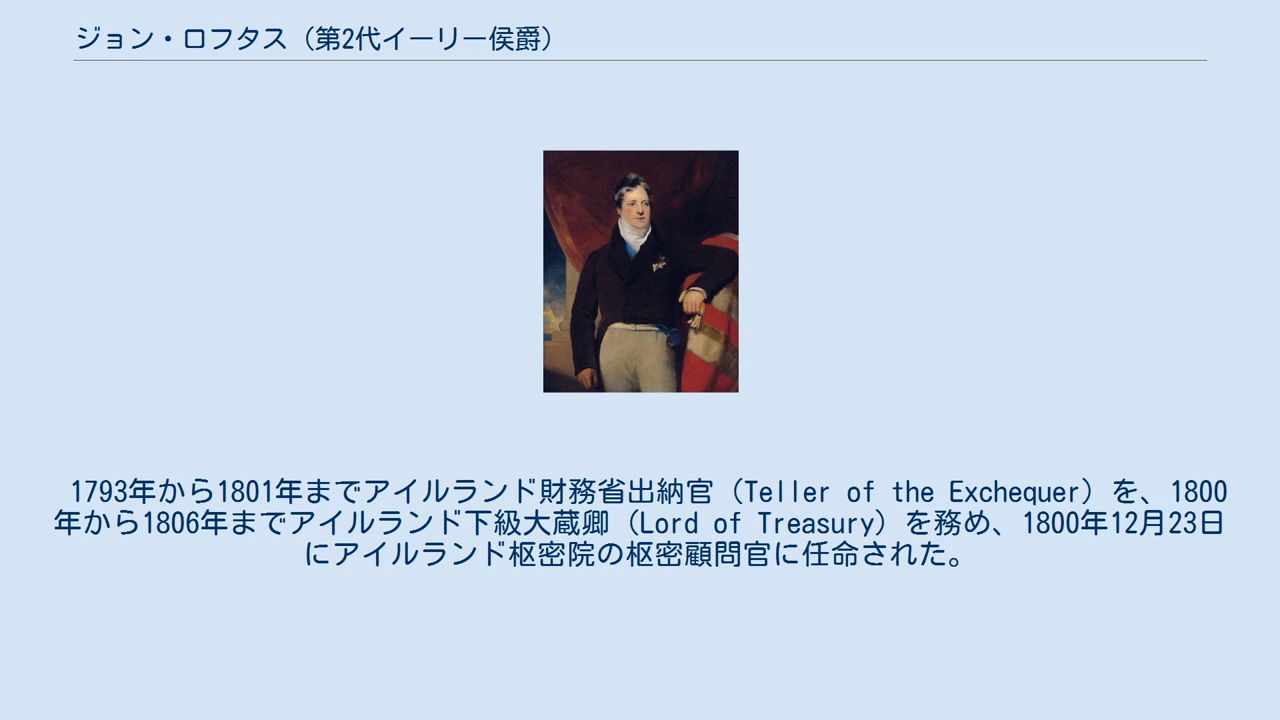 ジョン・ロフタス（第2代イーリー侯爵）
1793年から1801年までアイルランド財務省出納官（Teller of the Exchequer）を、1800
年から1806年までアイルランド下級大蔵卿（Lord of Treasury）を務め、1800年12月23日
にアイルランド枢密院の枢密顧問官に任命された。